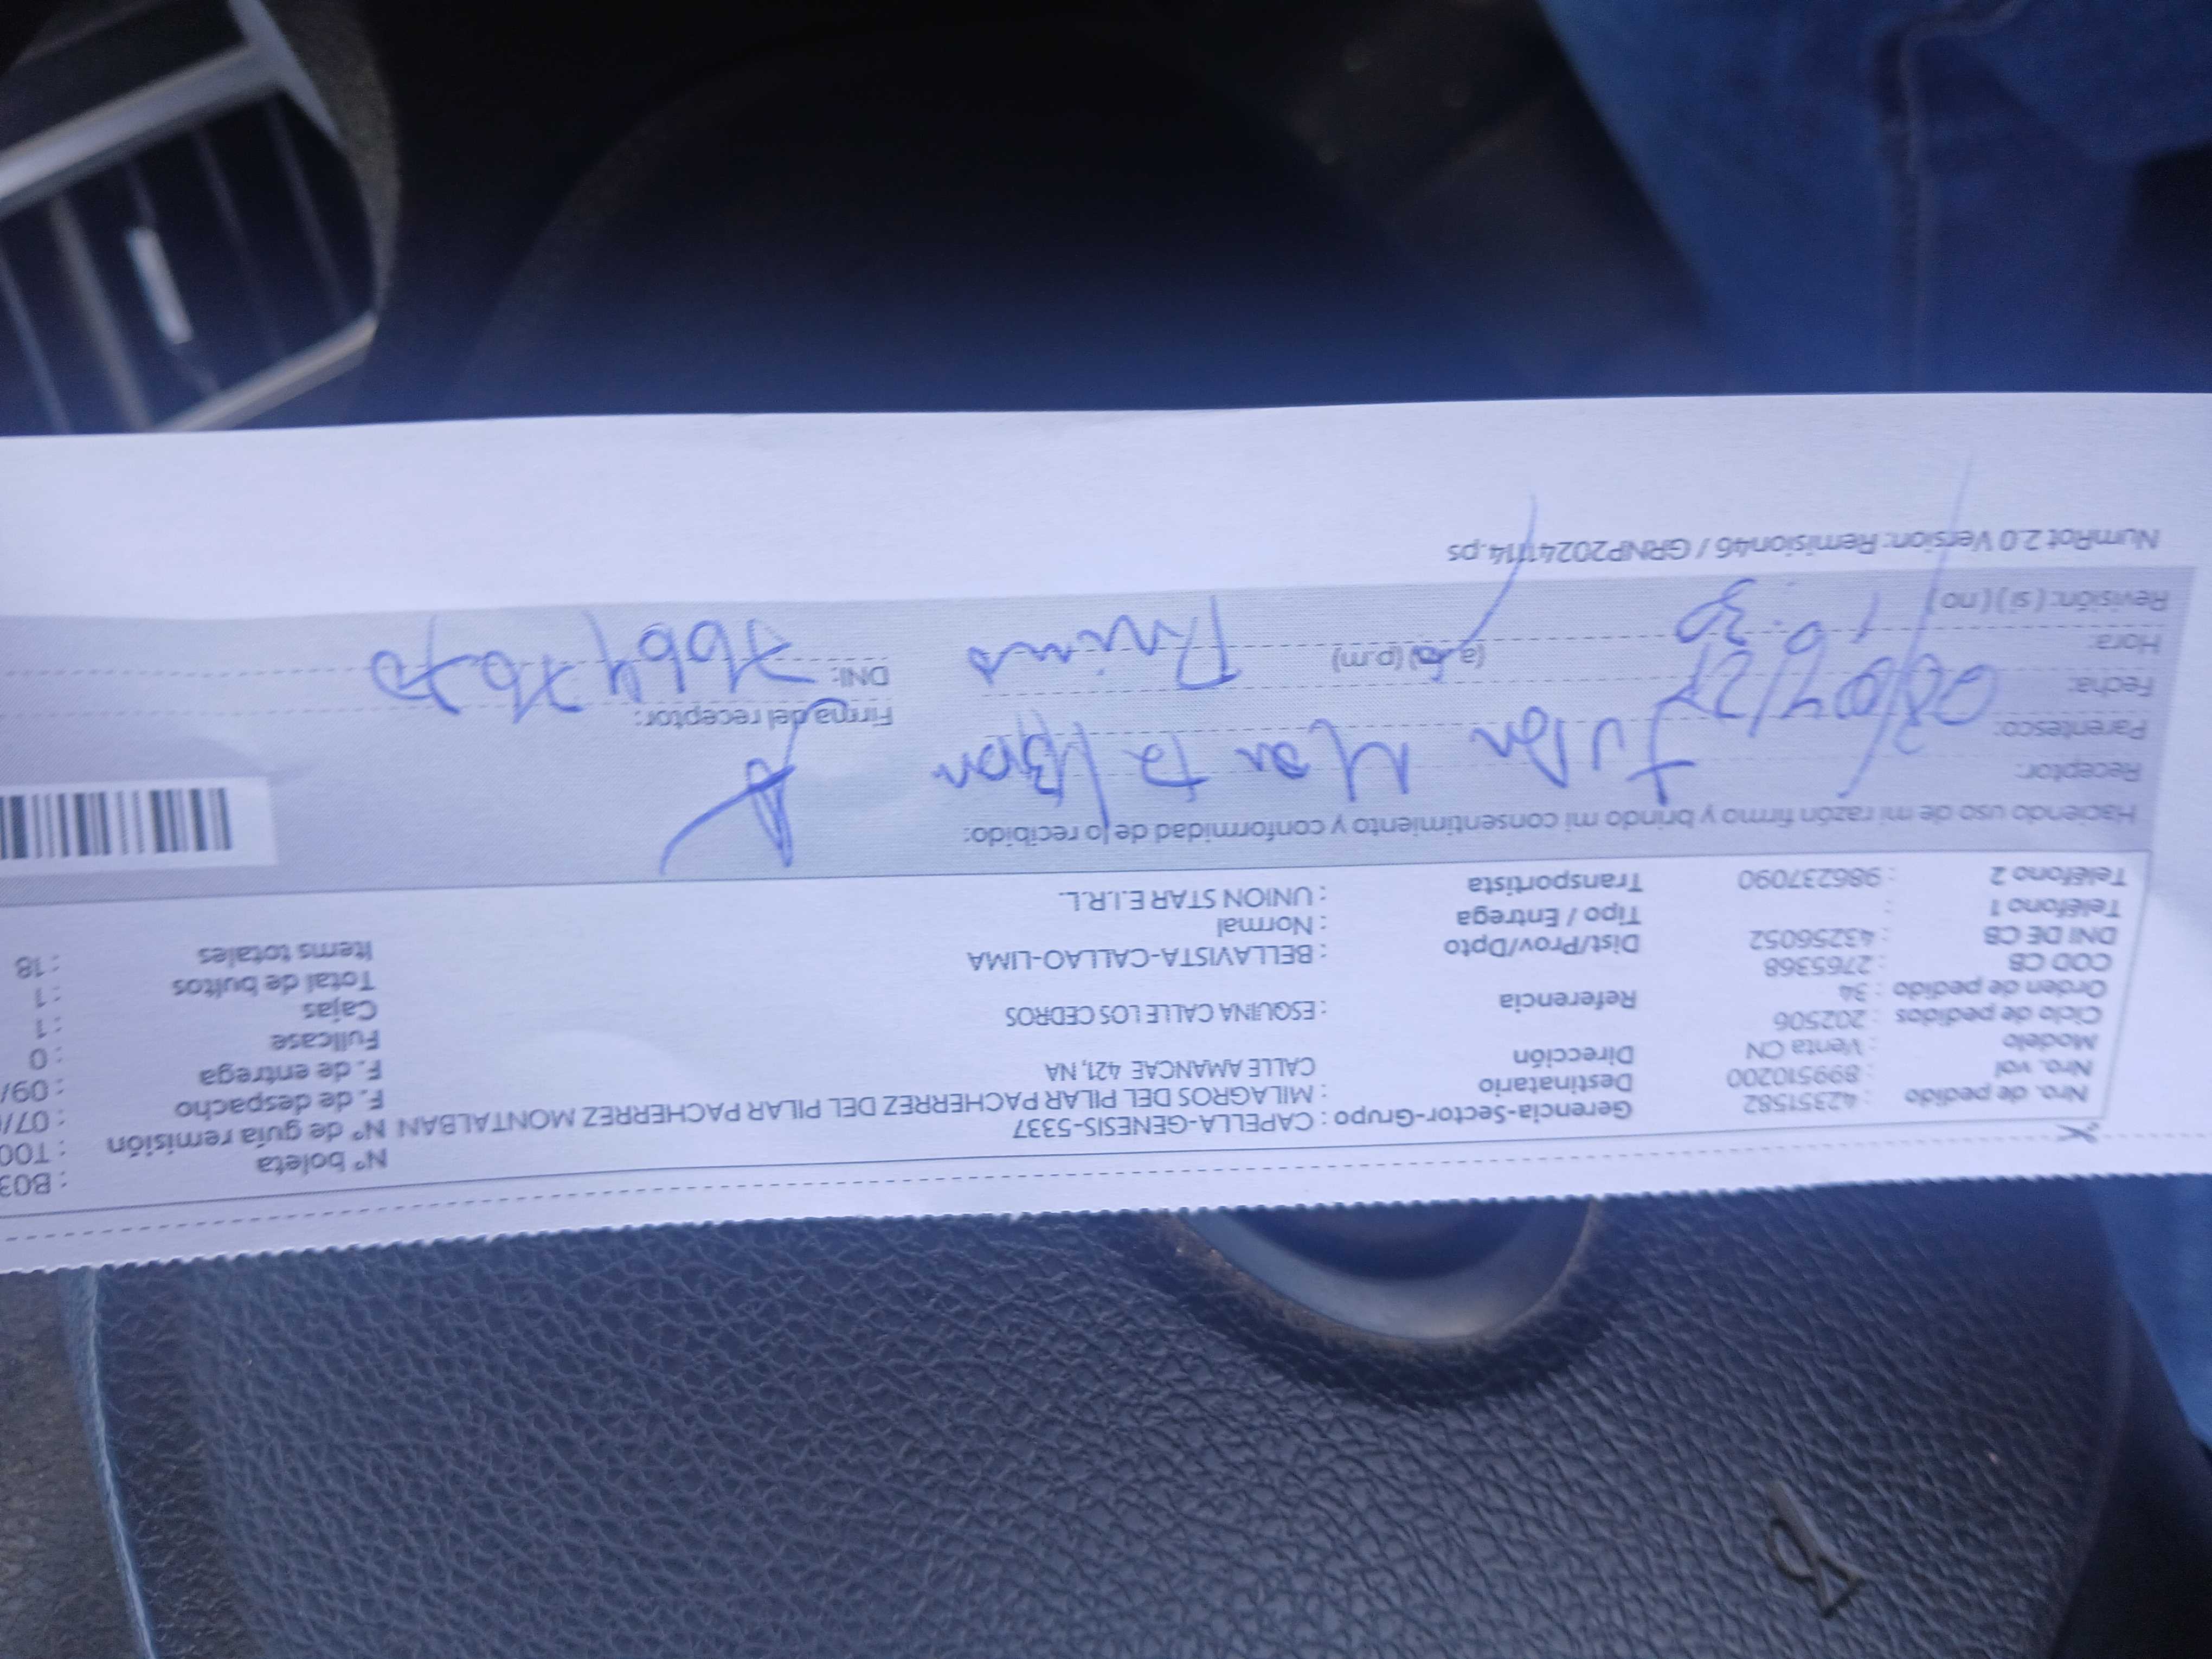 Nº boleta : B03
Gerencia-Sector-Grupo : CAPELLA-GENESIS-5337 Nº de guía remisión : T00
Nro. de pedido : 42351582 Destinatario : MILAGROS DEL PILAR PACHERREZ DEL PILAR PACHERREZ MONTALBAN F. de despacho : 07/
Nro. vol : 899510200 Dirección CALLE AMANCAE 421, NA F. de entrega : 09/
Modelo : Venta CN Fullcase : 0
Ciclo de pedidos : 202506 Referencia : ESQUINA CALLE LOS CEDROS Cajas : 1
Orden de pedido : 34 Total de bultos : 1
COD CB : 2765368 Dist/Prov/Dpto : BELLAVISTA-CALLAO-LIMA Items totales : 18
DNI DE CB : 43256052 Tipo / Entrega : Normal
Teléfono 1 : Transportista : UNION STAR E.I.R.L.
Teléfono 2 : 986237090
Haciendo uso de mi razón firmo y brindo mi consentimiento y conformidad de lo recibido:
Receptor: Juan Montalban
Parentesco: Primo Firma del receptor:
Fecha: DNI:
Hora: (p.m)
Revisión: (si) (no)
NumRot 2.0 Version: Remision46 / GRNP20241114.ps